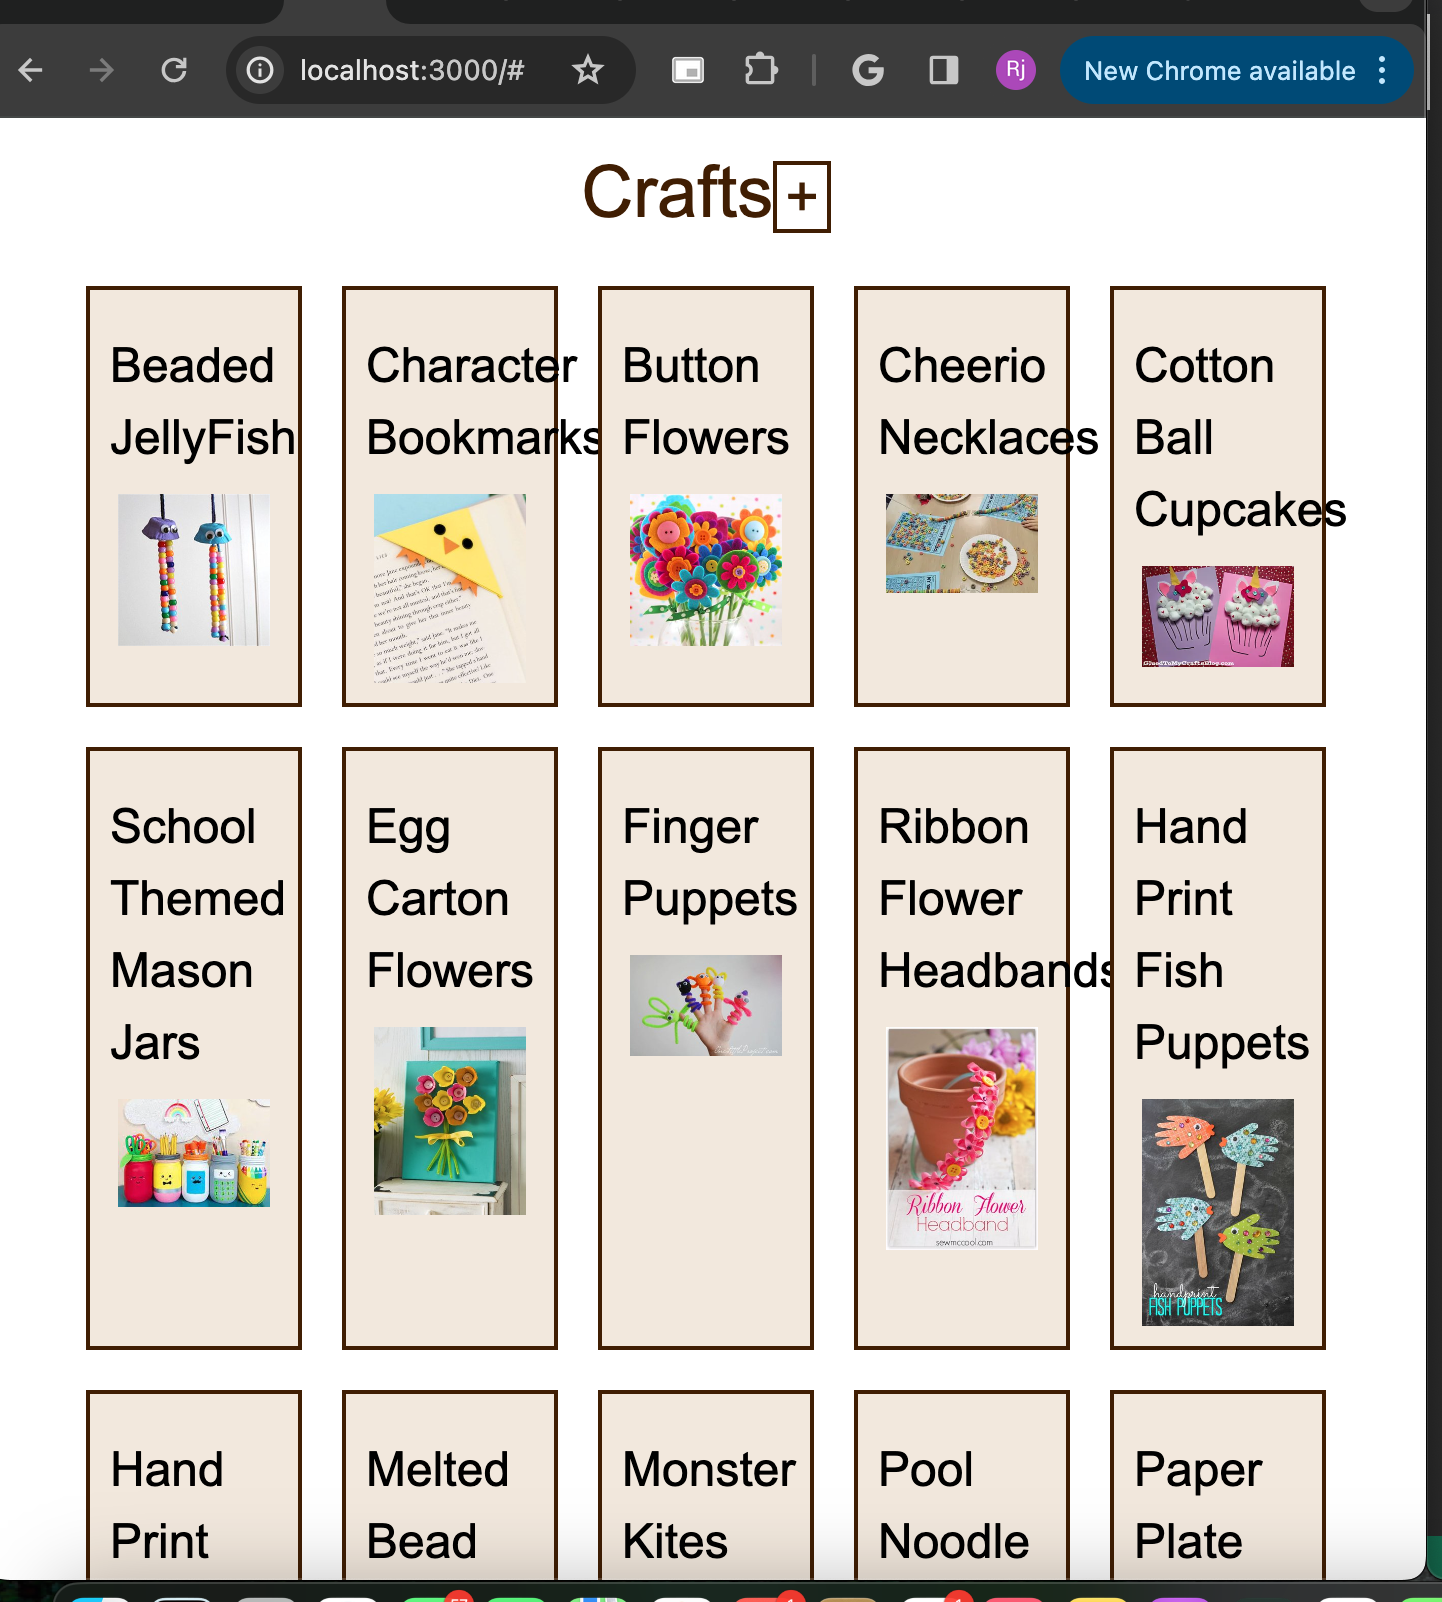 localhost:3000/#
Rj
New Chrome available
Crafts +
Beaded
JellyFish
Character
Bookmarks
Button
Flowers
Cheerio
Necklaces
Cotton
Ball
Cupcakes
School
Themed
Mason
Jars
Egg
Carton
Flowers
Finger
Puppets
Ribbon
Flower
Headbands
Ribbon Flower
Headband
sewmccool.com
Hand
Print
Fish
Puppets
handprint
FISH PUPPETS
Hand
Print
Melted
Bead
Monster
Kites
Pool
Noodle
Paper
Plate